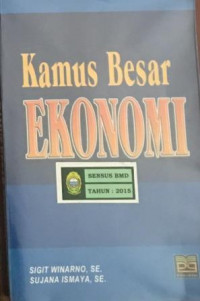 Kamus Besar
EKONOMI
SENSUS BMD
TAHUN : 2015
SIGIT WINARNO, SE.
SUJANA ISMAYA, SE.